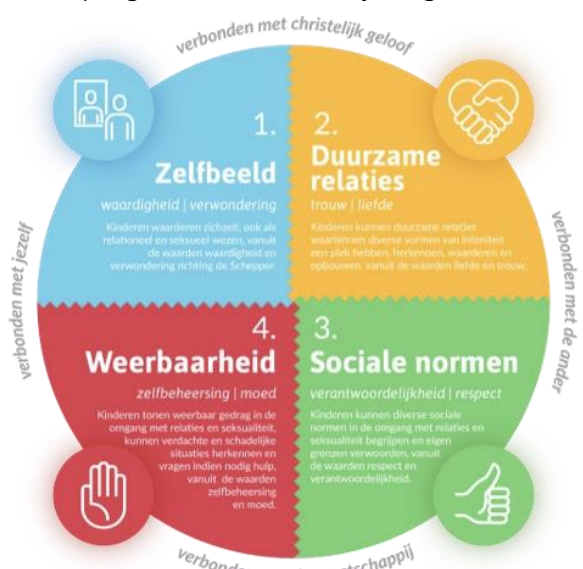 verbonden met christelijk geloof
1.
Zelfbeeld
waardigheid | verwondering
Kinderen waarderen zichzelf, ook als
relationeel en seksueel wezen, vanuit
de waarden waardigheid en
verwondering richting de Schepper.
2.
Duurzame
relaties
trouw | liefde
Kinderen kunnen duurzame relaties
waarbinnen diverse vormen van intimiteit
een plek hebben, herkennen, waarderen en
opbouwen, vanuit de waarden liefde en trouw.
verbonden met jezelf
verbonden met de ander
4.
Weerbaarheid
zelfbeheersing | moed
Kinderen tonen weerbaar gedrag in de
omgang met relaties en seksualiteit,
kunnen verdachte en schadelijke
situaties herkennen en
vragen indien nodig hulp,
vanuit de waarden
zelfbeheersing
en moed.
3.
Sociale normen
verantwoordelijkheid | respect
Kinderen kunnen diverse sociale
normen in de omgang met relaties en
seksualiteit begrijpen en eigen
grenzen verwoorden, vanuit
de waarden respect en
verantwoordelijkheid.